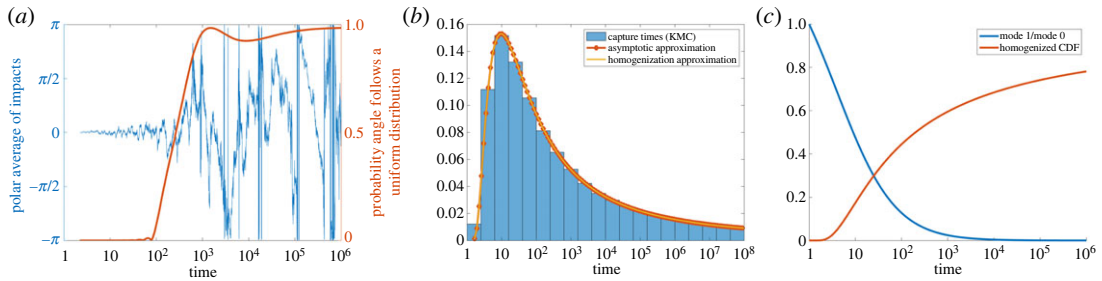 (a)
polar average of impacts
π
π/2
0
−π/2
−π
1.0
0.5
0
probability angle follows a
uniform distribution
1 10 10² 10³ 10⁴ 10⁵ 10⁶
time
(b)
0.16
0.14
0.12
0.10
0.08
0.06
0.04
0.02
0
capture times (KMC)
asymptotic approximation
homogenization approximation
1 10 10² 10³ 10⁴ 10⁵ 10⁶ 10⁷ 10⁸
time
(c)
1.0
0.8
0.6
0.4
0.2
0
mode 1/mode 0
homogenized CDF
1 10 10² 10³ 10⁴ 10⁵ 10⁶
time